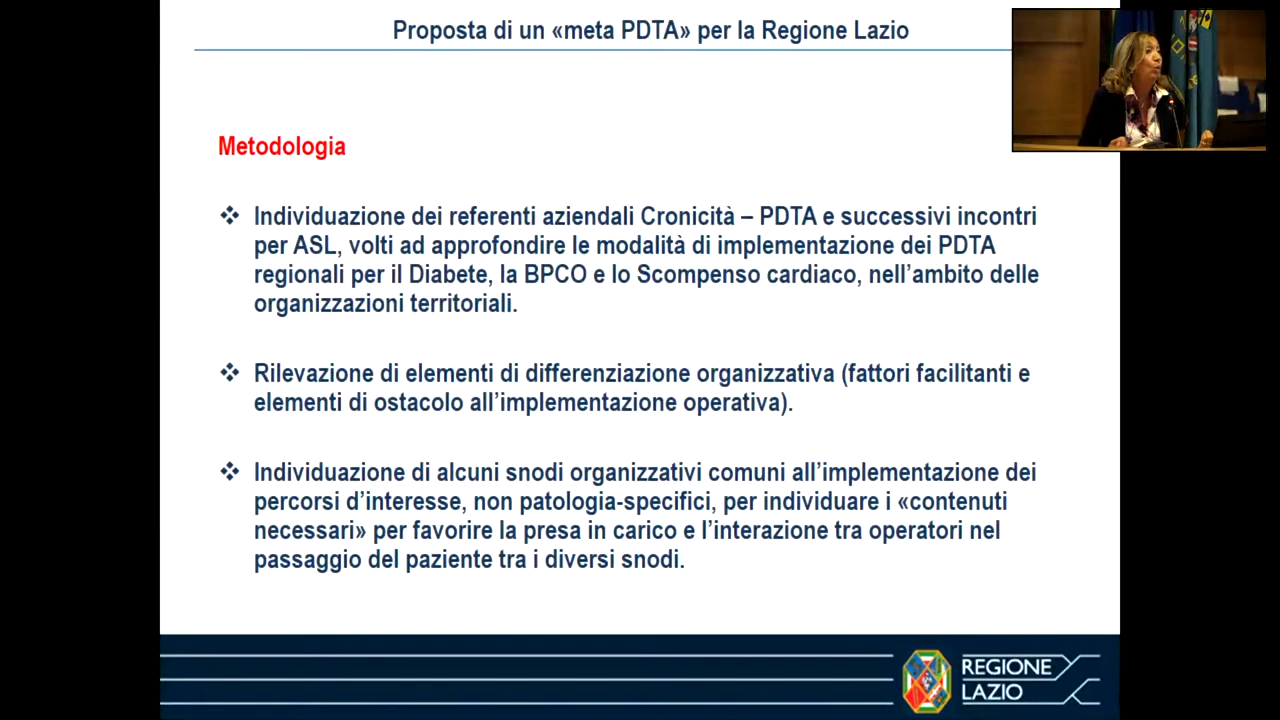 Proposta di un «meta PDTA» per la Regione Lazio
Metodologia
❖ Individuazione dei referenti aziendali Cronicità – PDTA e successivi incontri
per ASL, volti ad approfondire le modalità di implementazione dei PDTA
regionali per il Diabete, la BPCO e lo Scompenso cardiaco, nell’ambito delle
organizzazioni territoriali.
❖ Rilevazione di elementi di differenziazione organizzativa (fattori facilitanti e
elementi di ostacolo all’implementazione operativa).
❖ Individuazione di alcuni snodi organizzativi comuni all’implementazione dei
percorsi d’interesse, non patologia-specifici, per individuare i «contenuti
necessari» per favorire la presa in carico e l’interazione tra operatori nel
passaggio del paziente tra i diversi snodi.
REGIONE
LAZIO